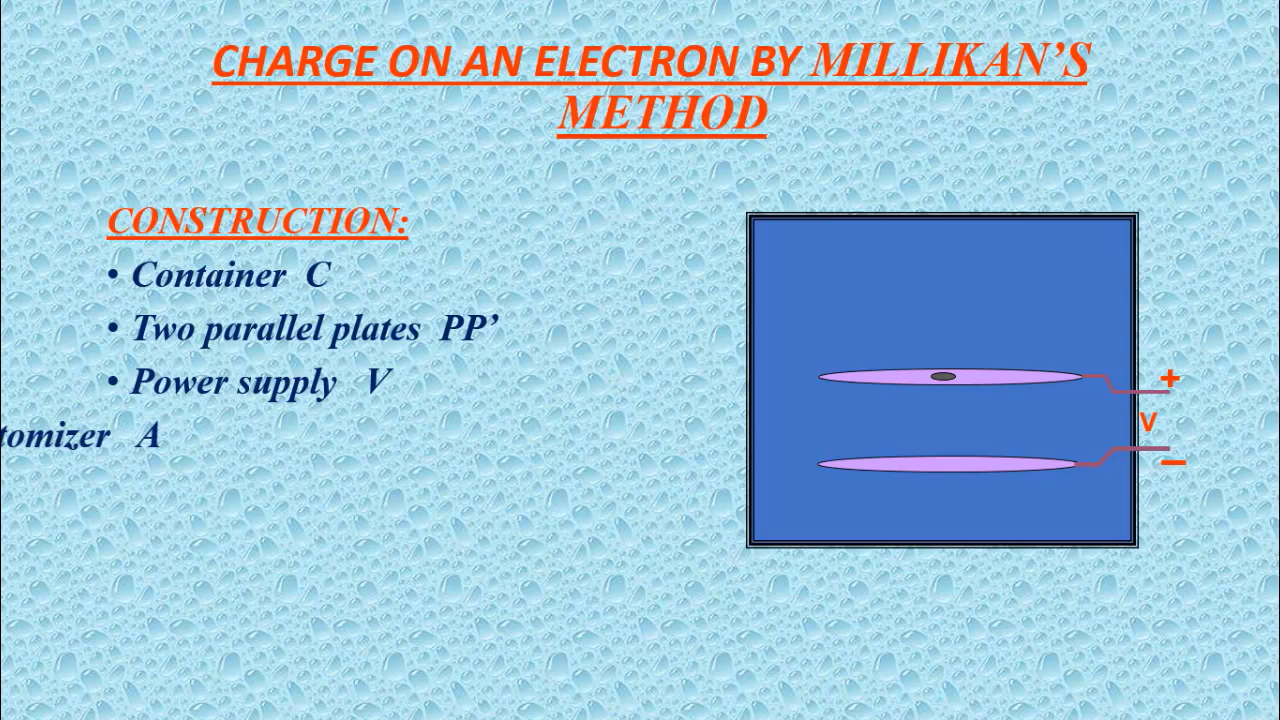 CHARGE ON AN ELECTRON BY MILLIKAN’S
METHOD
CONSTRUCTION:
• Container C
• Two parallel plates PP’
• Power supply V
tomizer A
+
V
−